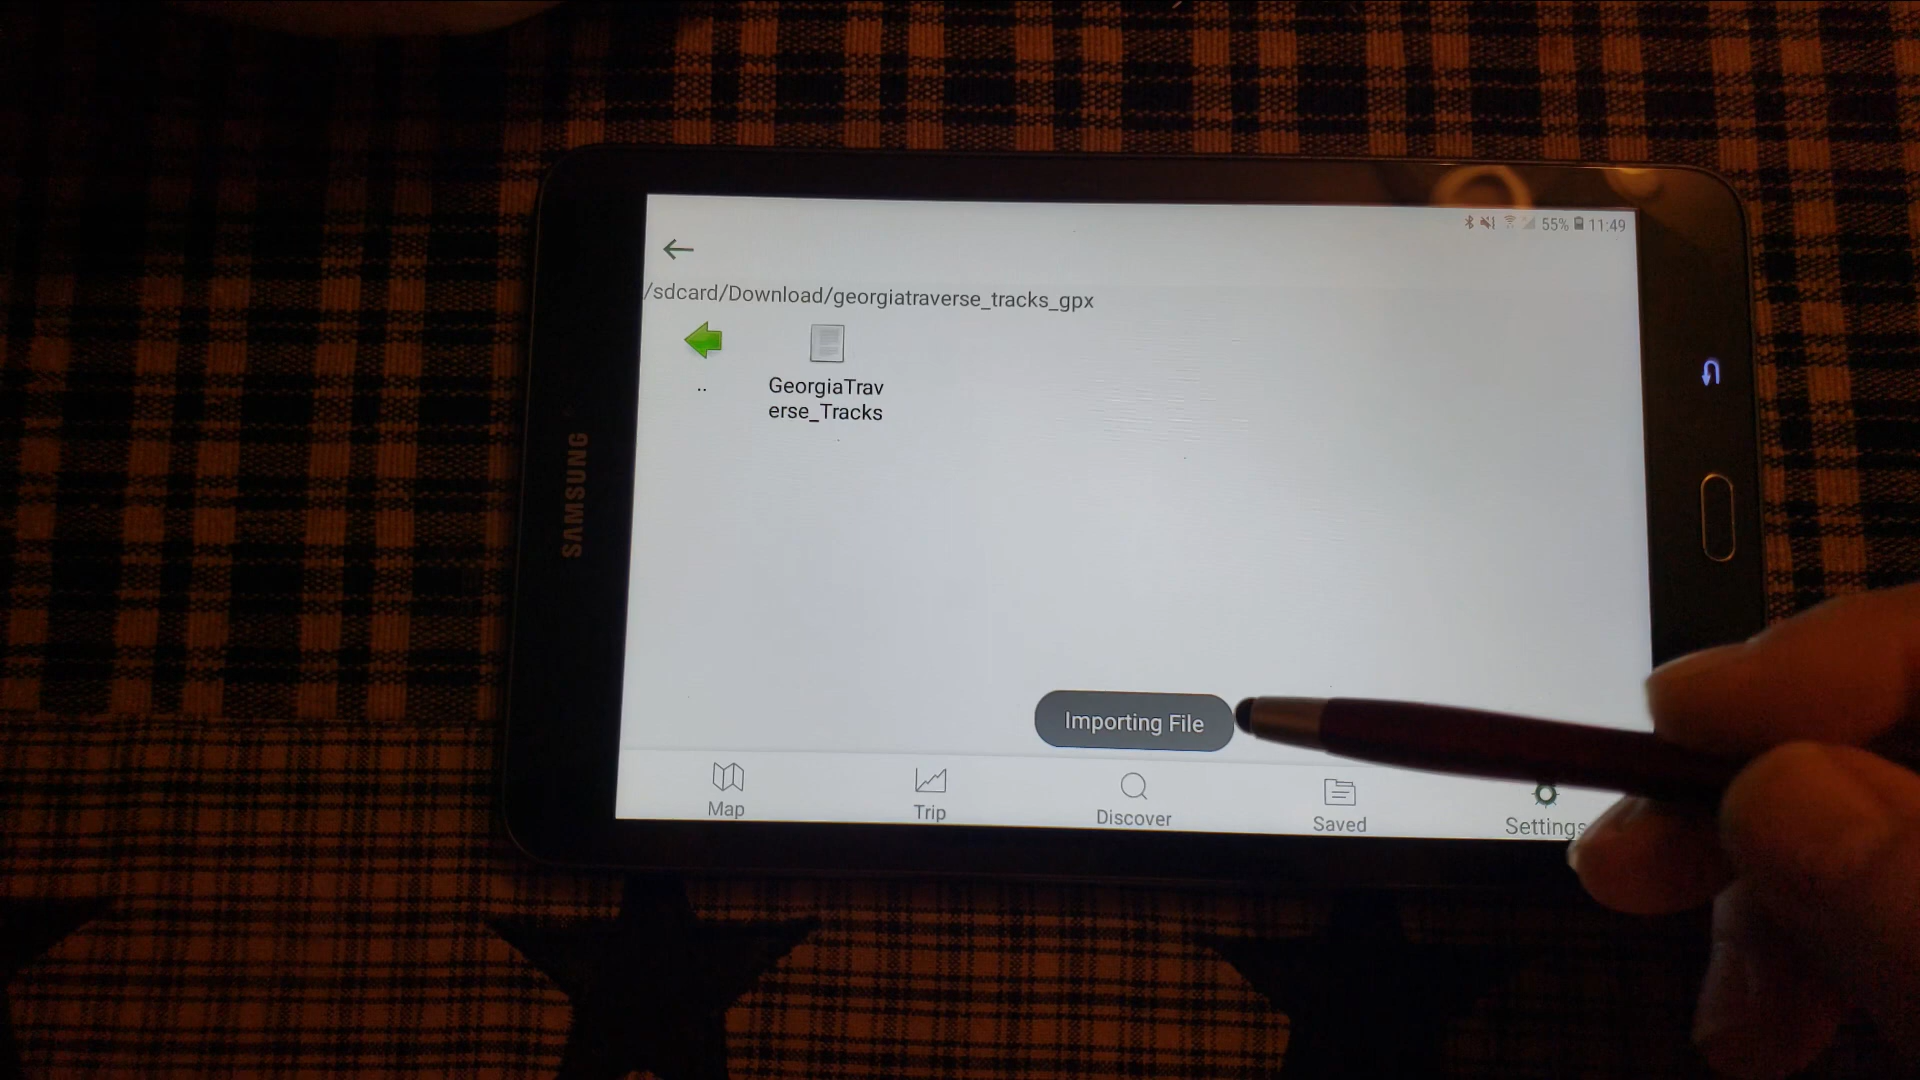 55% 11:49
/sdcard/Download/georgiatraverse_tracks_gpx
..
GeorgiaTrav
erse_Tracks
SAMSUNG
Importing File
Map
Trip
Discover
Saved
Settings